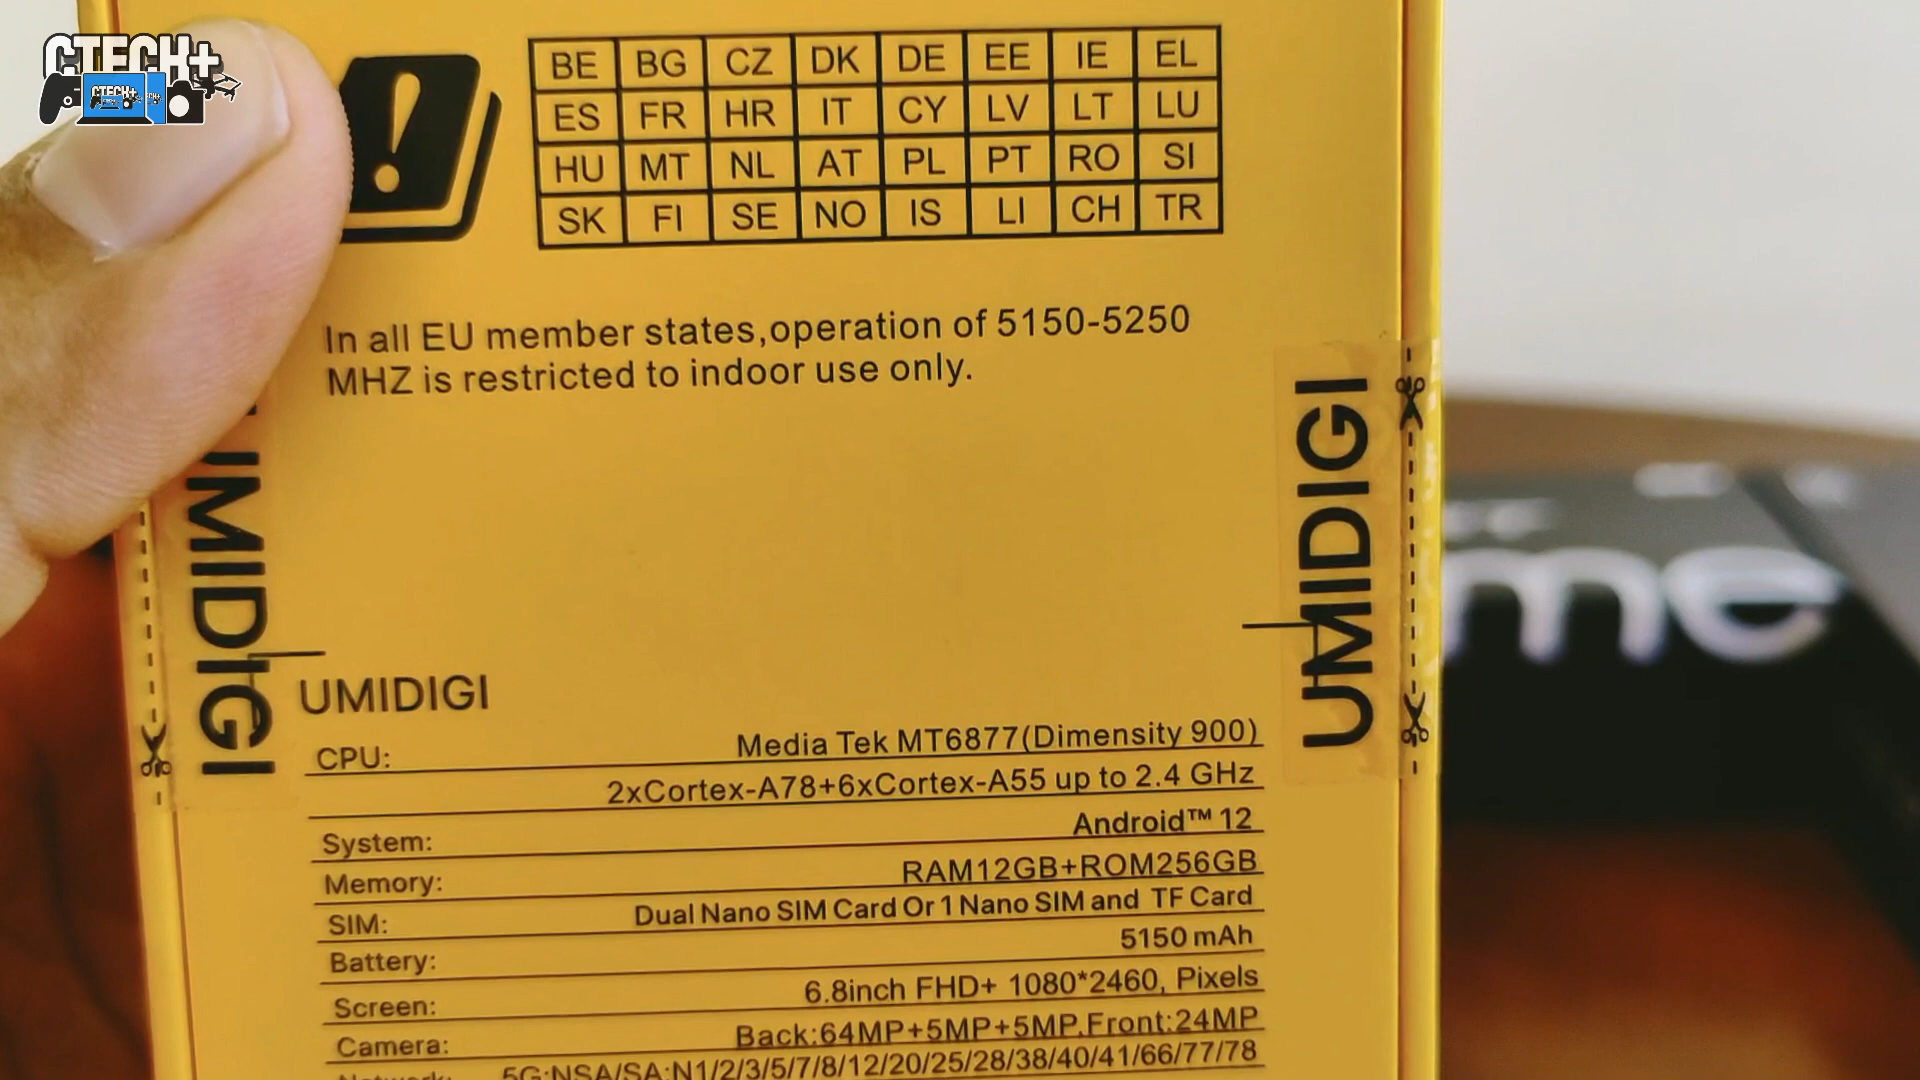 CTECH+
CTECH+
BE BG CZ DK DE EE IE EL
ES FR HR IT CY LV LT LU
HU MT NL AT PL PT RO SI
SK FI SE NO IS LI CH TR
In all EU member states,operation of 5150-5250
MHZ is restricted to indoor use only.
UMIDIGI
UMIDIGI
UMIDIGI
me
CPU: Media Tek MT6877(Dimensity 900)
2xCortex-A78+6xCortex-A55 up to 2.4 GHz
System: Android™ 12
Memory: RAM12GB+ROM256GB
SIM: Dual Nano SIM Card Or 1 Nano SIM and TF Card
Battery: 5150 mAh
Screen: 6.8inch FHD+ 1080*2460, Pixels
Camera: Back:64MP+5MP+5MP,Front:24MP
Network: 5G:NSA/SA:N1/2/3/5/7/8/12/20/25/28/38/40/41/66/77/78